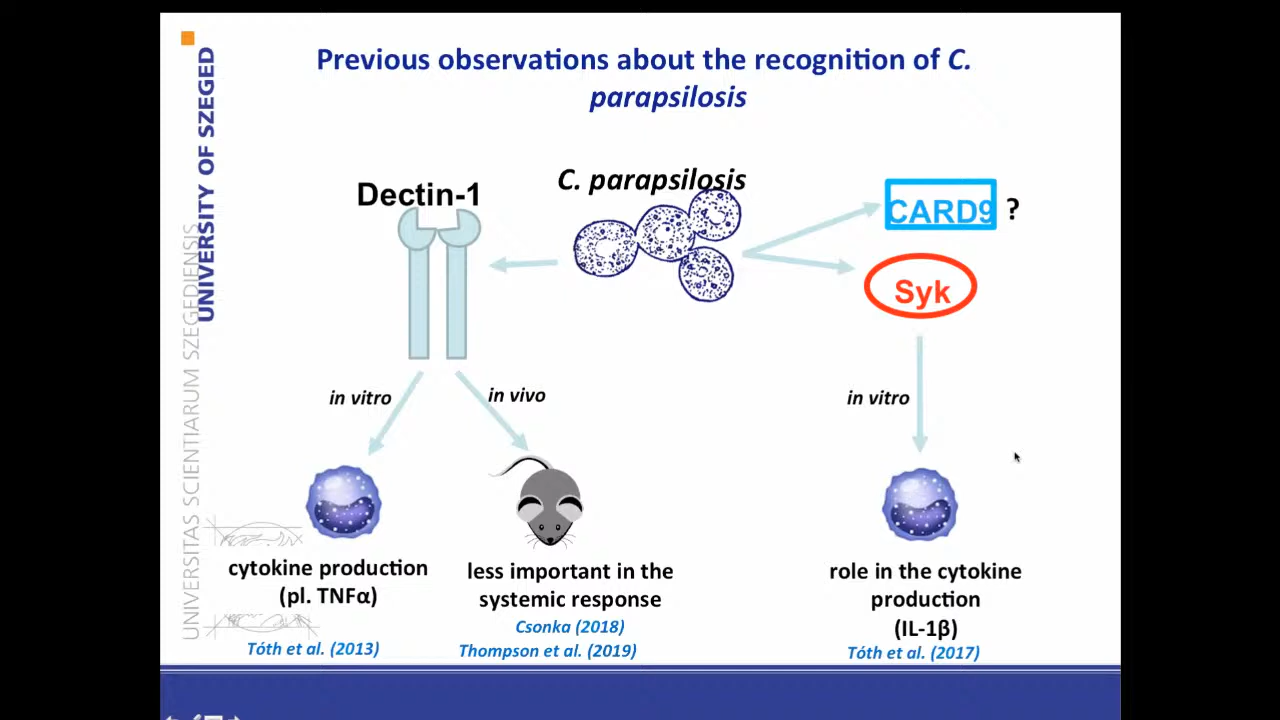 Previous observations about the recognition of C.
parapsilosis
UNIVERSITY OF SZEGED
UNIVERSITAS SCIENTIARUM SZEGEDIENSIS
C. parapsilosis
Dectin-1
CARD9 ?
Syk
in vitro
in vivo
in vitro
cytokine production
(pl. TNFα)
Tóth et al. (2013)
less important in the
systemic response
Csonka (2018)
Thompson et al. (2019)
role in the cytokine
production
(IL-1β)
Tóth et al. (2017)